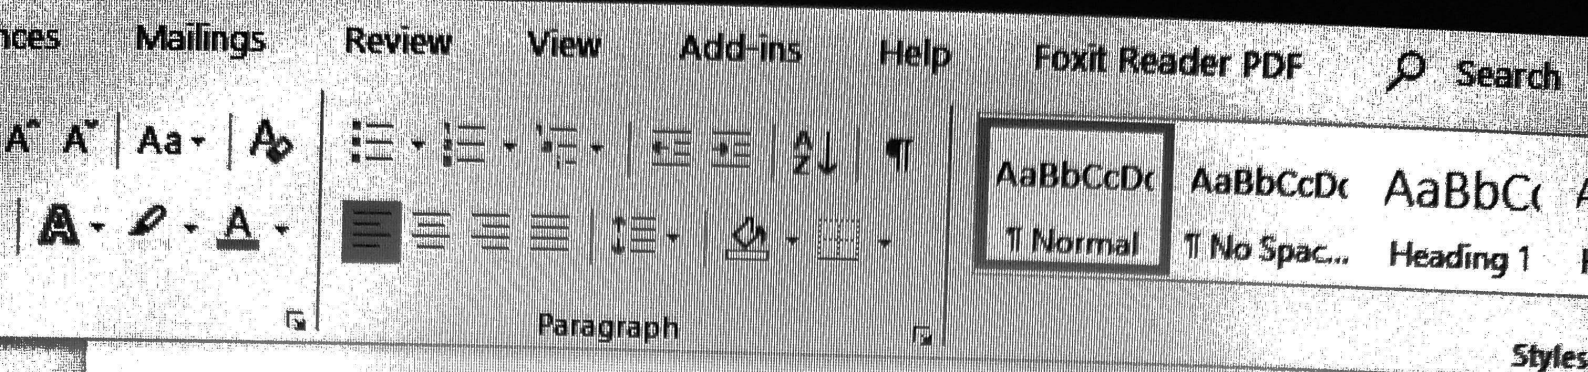 nces Mailings Review View Add-ins Help Foxit Reader PDF Search
A^ A˅ Aa A
A A
AaBbCcDc AaBbCcDc AaBbC(
¶ Normal ¶ No Spac... Heading 1
Paragraph
Styles